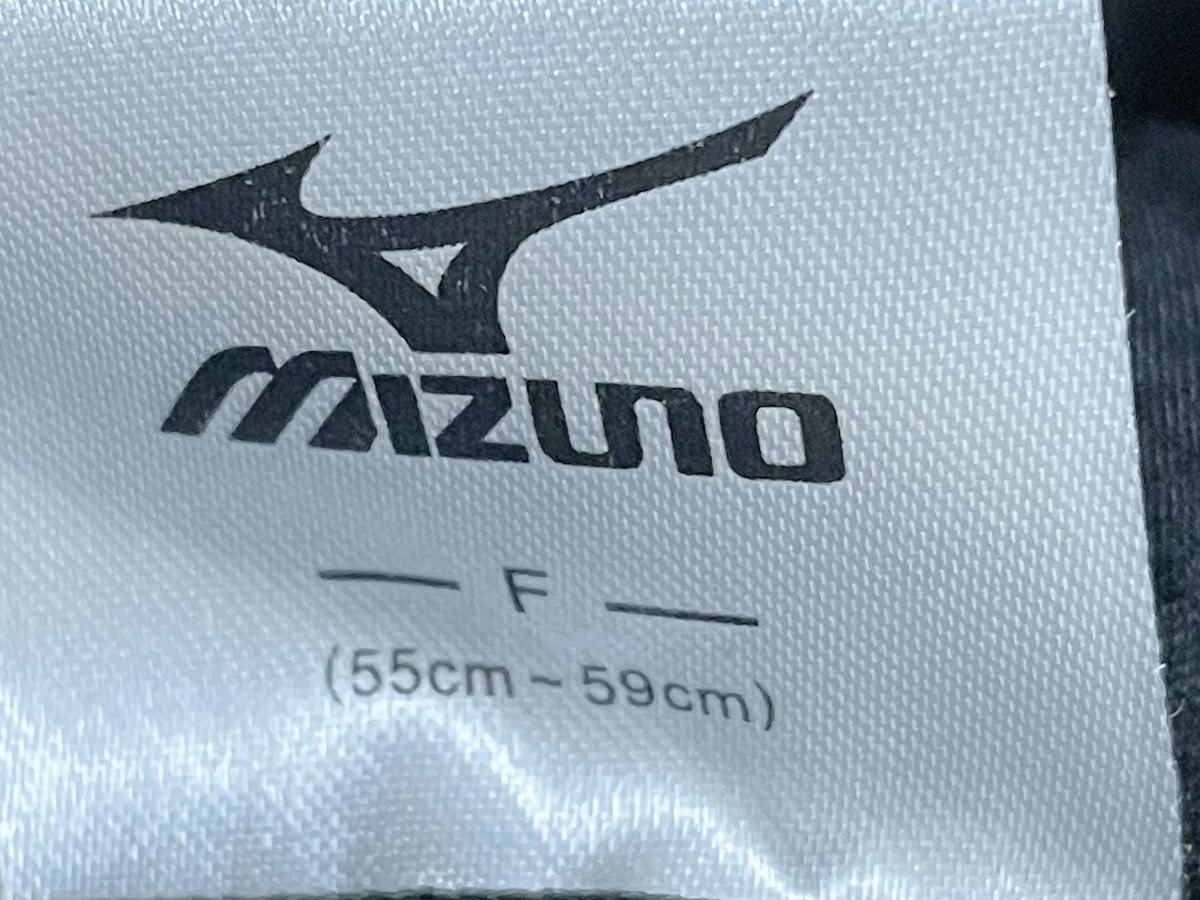 MIZUNO
— F —
(55cm~59cm)